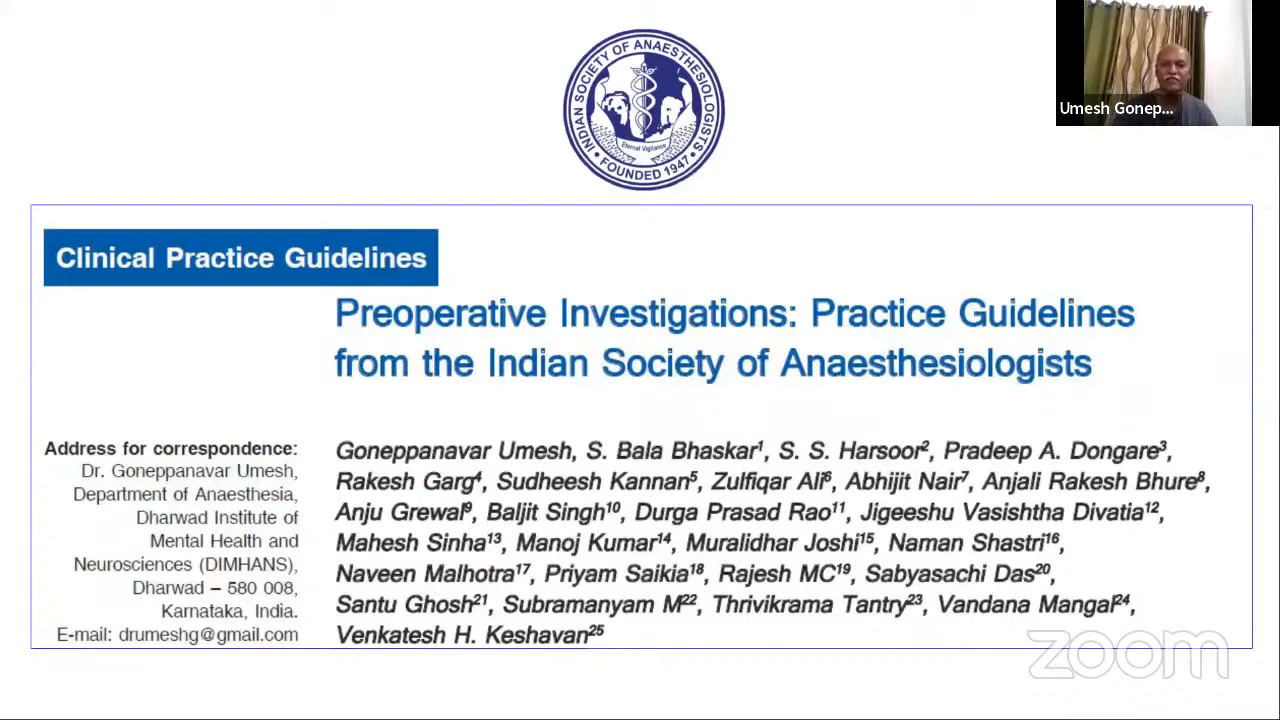 INDIAN SOCIETY OF ANAESTHESIOLOGISTS
Eternal Vigilance
• FOUNDED 1947 •
Umesh Gonep...
Clinical Practice Guidelines
Preoperative Investigations: Practice Guidelines
from the Indian Society of Anaesthesiologists
Address for correspondence:
Dr. Goneppanavar Umesh,
Department of Anaesthesia,
Dharwad Institute of
Mental Health and
Neurosciences (DIMHANS),
Dharwad – 580 008,
Karnataka, India.
E-mail: drumeshg@gmail.com
Goneppanavar Umesh, S. Bala Bhaskar¹, S. S. Harsoor², Pradeep A. Dongare³,
Rakesh Garg⁴, Sudheesh Kannan⁵, Zulfiqar Ali⁶, Abhijit Nair⁷, Anjali Rakesh Bhure⁸,
Anju Grewal⁹, Baljit Singh¹⁰, Durga Prasad Rao¹¹, Jigeeshu Vasishtha Divatia¹²,
Mahesh Sinha¹³, Manoj Kumar¹⁴, Muralidhar Joshi¹⁵, Naman Shastri¹⁶,
Naveen Malhotra¹⁷, Priyam Saikia¹⁸, Rajesh MC¹⁹, Sabyasachi Das²⁰,
Santu Ghosh²¹, Subramanyam M²², Thrivikrama Tantry²³, Vandana Mangal²⁴,
Venkatesh H. Keshavan²⁵
zoom